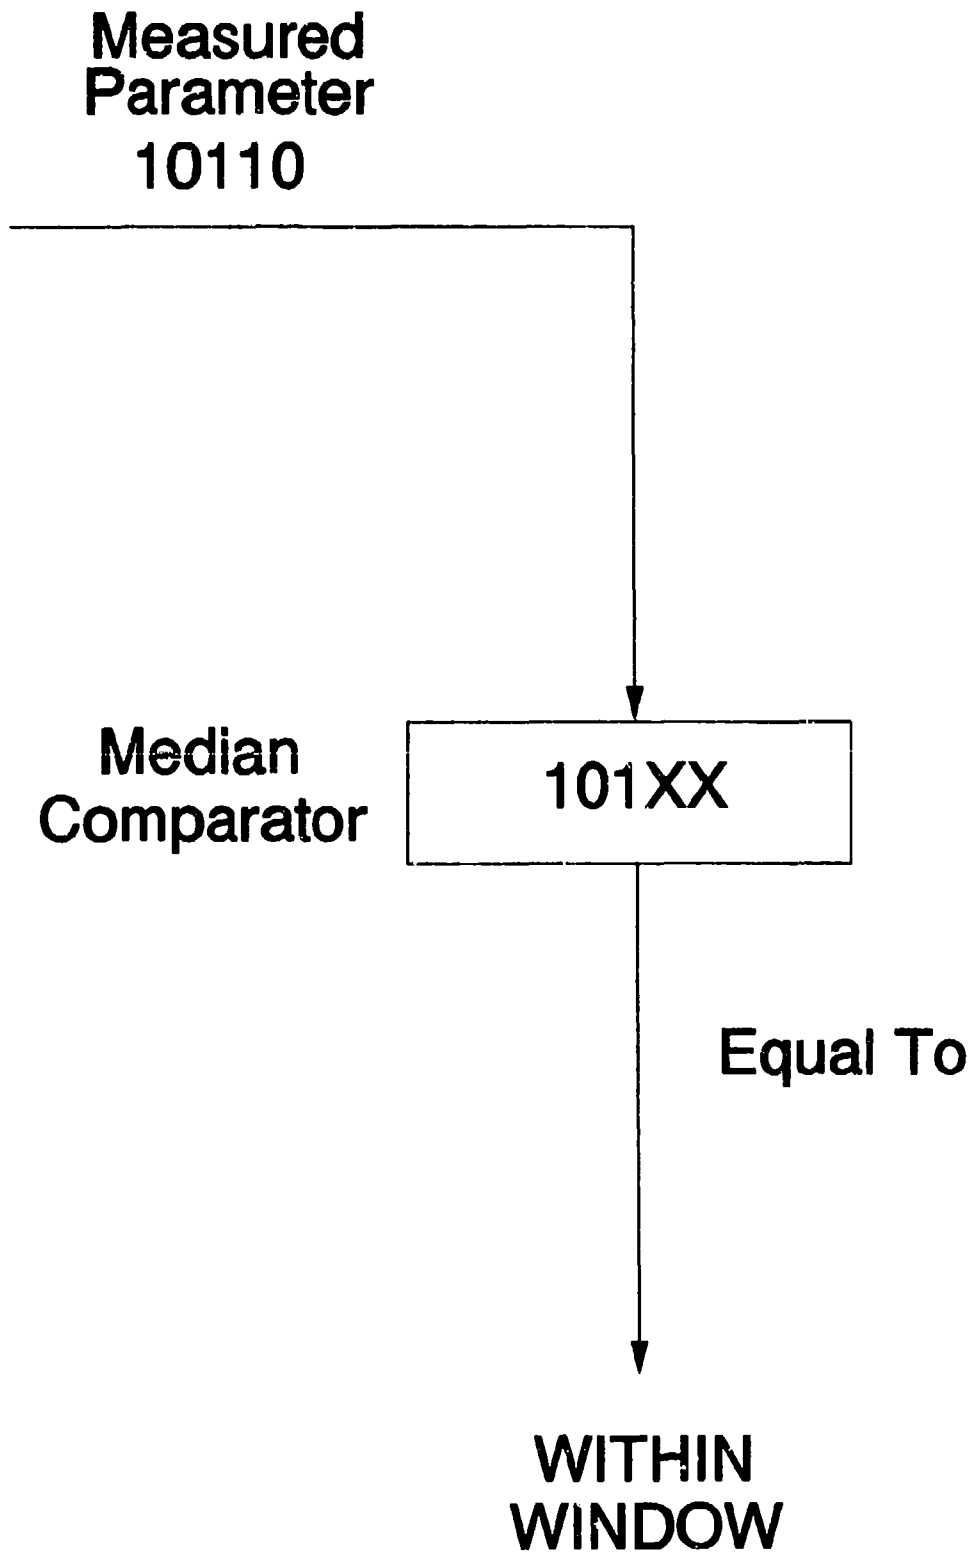 Measured
Parameter
10110
Median
Comparator
101XX
Equal To
WITHIN
WINDOW